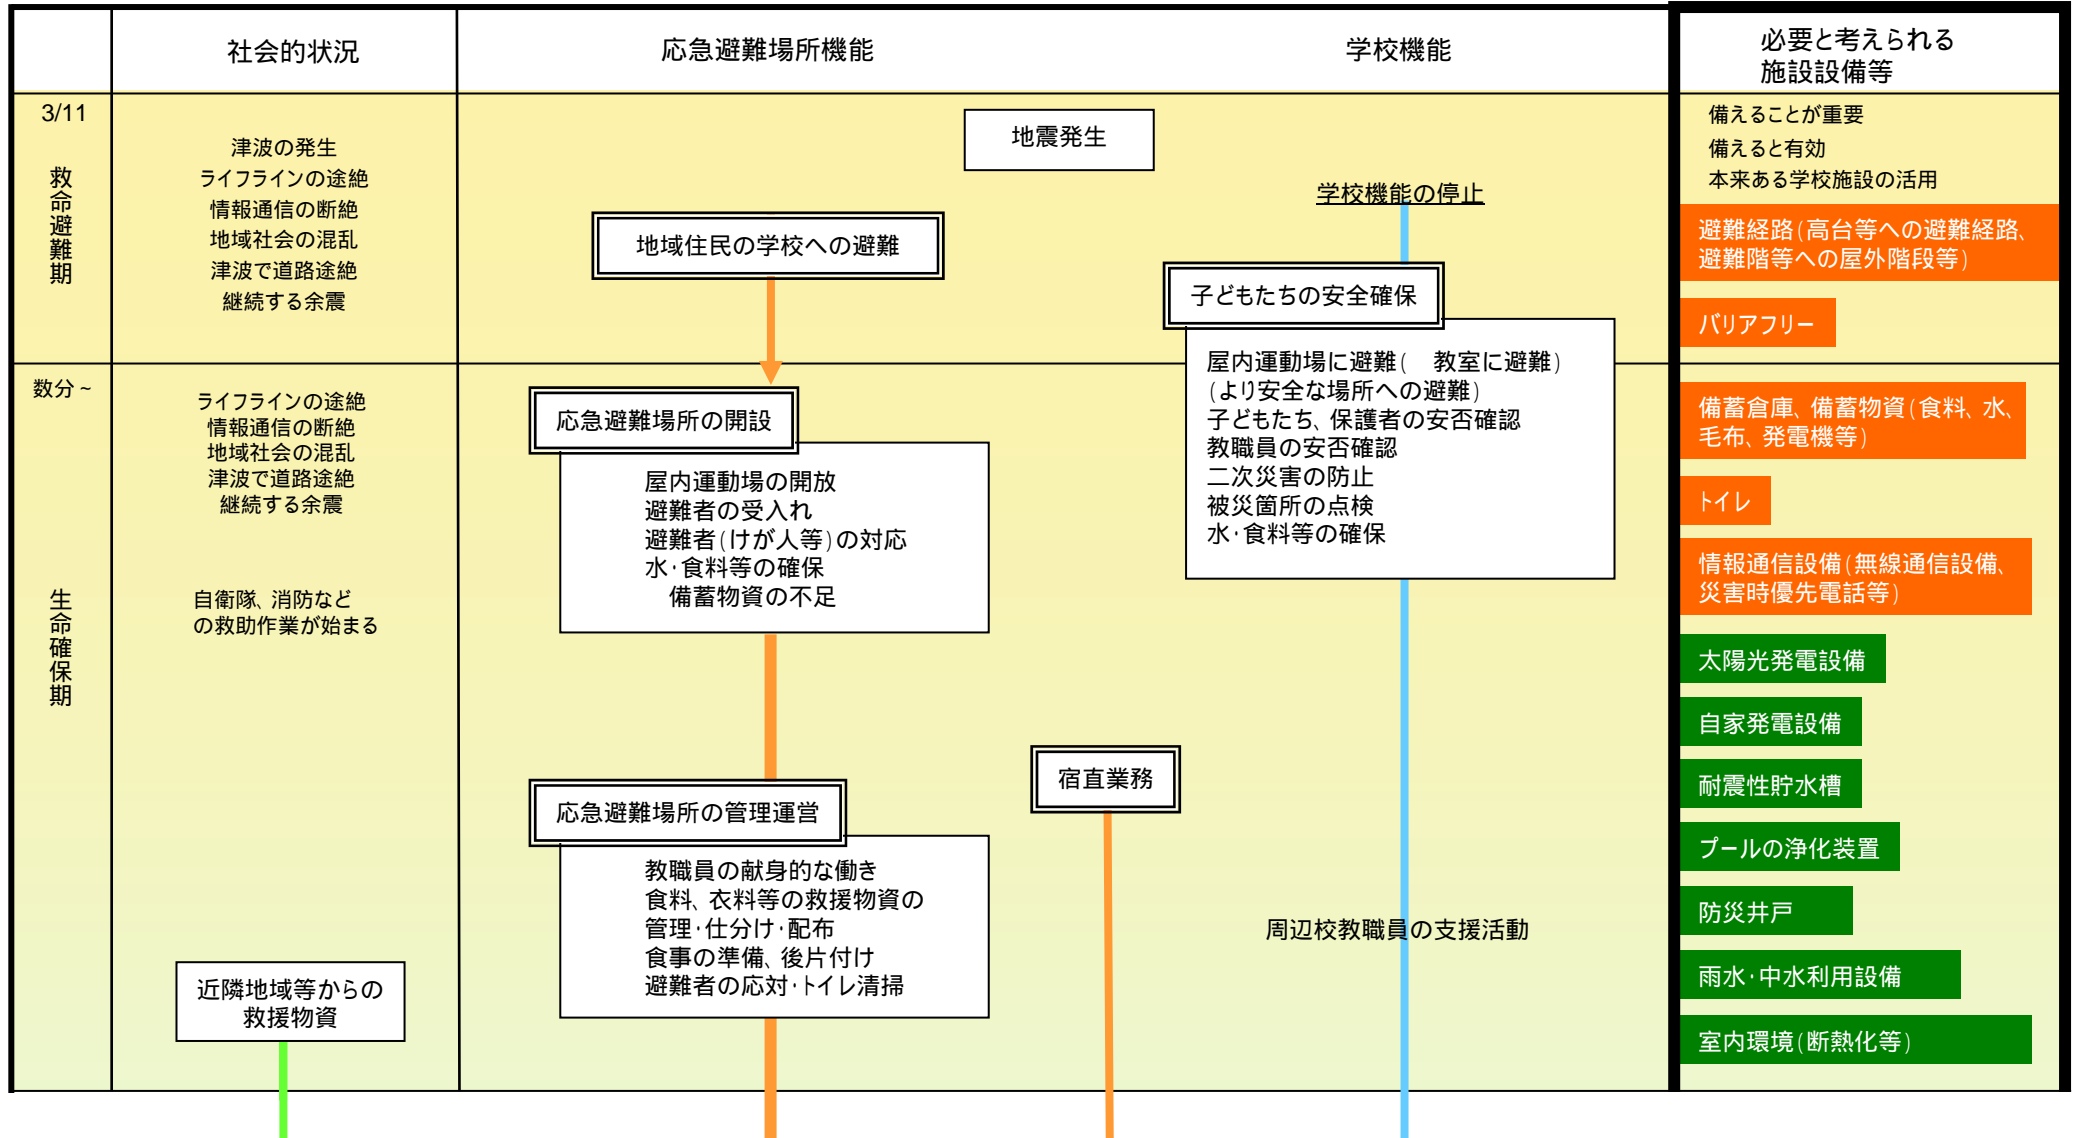 社会的状況
応急避難場所機能
学校機能
必要と考えられる
施設設備等
3/11
救命避難期
津波の発生
ライフラインの途絶
情報通信の断絶
地域社会の混乱
津波で道路途絶
継続する余震
地震発生
地域住民の学校への避難
学校機能の停止
子どもたちの安全確保
屋内運動場に避難( 教室に避難)
(より安全な場所への避難)
子どもたち、保護者の安否確認
教職員の安否確認
二次災害の防止
被災箇所の点検
水・食料等の確保
備えることが重要
備えると有効
本来ある学校施設の活用
避難経路(高台等への避難経路、
避難階等への屋外階段等)
バリアフリー
数分~
生命確保期
ライフラインの途絶
情報通信の断絶
地域社会の混乱
津波で道路途絶
継続する余震
自衛隊、消防など
の救助作業が始まる
近隣地域等からの
救援物資
応急避難場所の開設
屋内運動場の開放
避難者の受入れ
避難者(けが人等)の対応
水・食料等の確保
備蓄物資の不足
応急避難場所の管理運営
教職員の献身的な働き
食料、衣料等の救援物資の
管理・仕分け・配布
食事の準備、後片付け
避難者の応対・トイレ清掃
宿直業務
周辺校教職員の支援活動
備蓄倉庫、備蓄物資(食料、水、
毛布、発電機等)
トイレ
情報通信設備(無線通信設備、
災害時優先電話等)
太陽光発電設備
自家発電設備
耐震性貯水槽
プールの浄化装置
防災井戸
雨水・中水利用設備
室内環境(断熱化等)